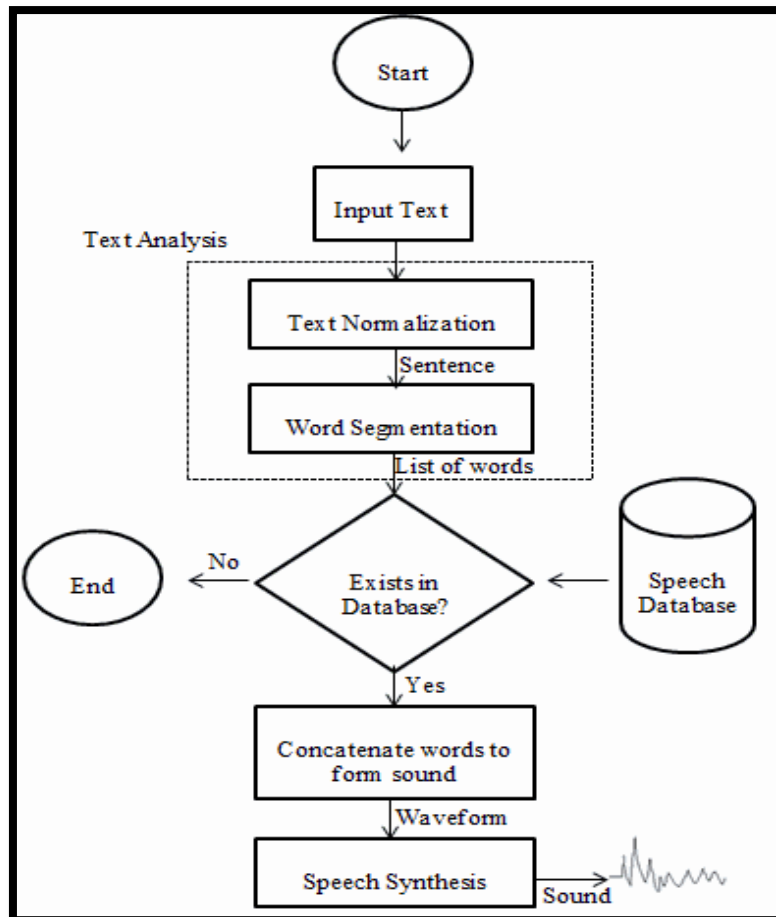 Start
Input Text
Text Analysis
Text Normalization
Sentence
Word Segmentation
List of words
No
End
Exists in
Database?
Speech
Database
Yes
Concatenate words to
form sound
Waveform
Speech Synthesis
Sound